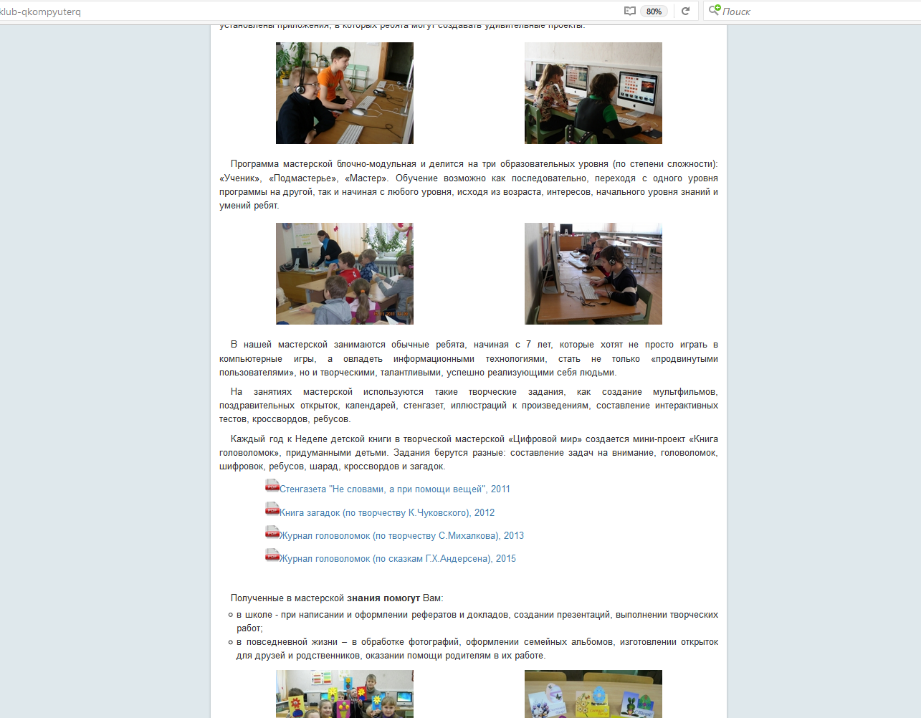 klub-qkompyuterq
80%
Поиск
установлены приложения, в которых ребята могут создавать удивительные проекты.
Программа мастерской блочно-модульная и делится на три образовательных уровня (по степени сложности):
«Ученик», «Подмастерье», «Мастер». Обучение возможно как последовательно, переходя с одного уровня
программы на другой, так и начиная с любого уровня, исходя из возраста, интересов, начального уровня знаний и
умений ребят.
В нашей мастерской занимаются обычные ребята, начиная с 7 лет, которые хотят не просто играть в
компьютерные игры, а овладеть информационными технологиями, стать не только «продвинутыми
пользователями», но и творческими, талантливыми, успешно реализующими себя людьми.
На занятиях мастерской используются такие творческие задания, как создание мультфильмов,
поздравительных открыток, календарей, стенгазет, иллюстраций к произведениям, составление интерактивных
тестов, кроссвордов, ребусов.
Каждый год к Неделе детской книги в творческой мастерской «Цифровой мир» создается мини-проект «Книга
головоломок», придуманными детьми. Задания берутся разные: составление задач на внимание, головоломок,
шифровок, ребусов, шарад, кроссвордов и загадок.
Стенгазета "Не словами, а при помощи вещей", 2011
Книга загадок (по творчеству К.Чуковского), 2012
Журнал головоломок (по творчеству С.Михалкова), 2013
Журнал головоломок (по сказкам Г.Х.Андерсена), 2015
Полученные в мастерской знания помогут Вам:
в школе - при написании и оформлении рефератов и докладов, создании презентаций, выполнении творческих
работ;
в повседневной жизни – в обработке фотографий, оформлении семейных альбомов, изготовлении открыток
для друзей и родственников, оказании помощи родителям в их работе.